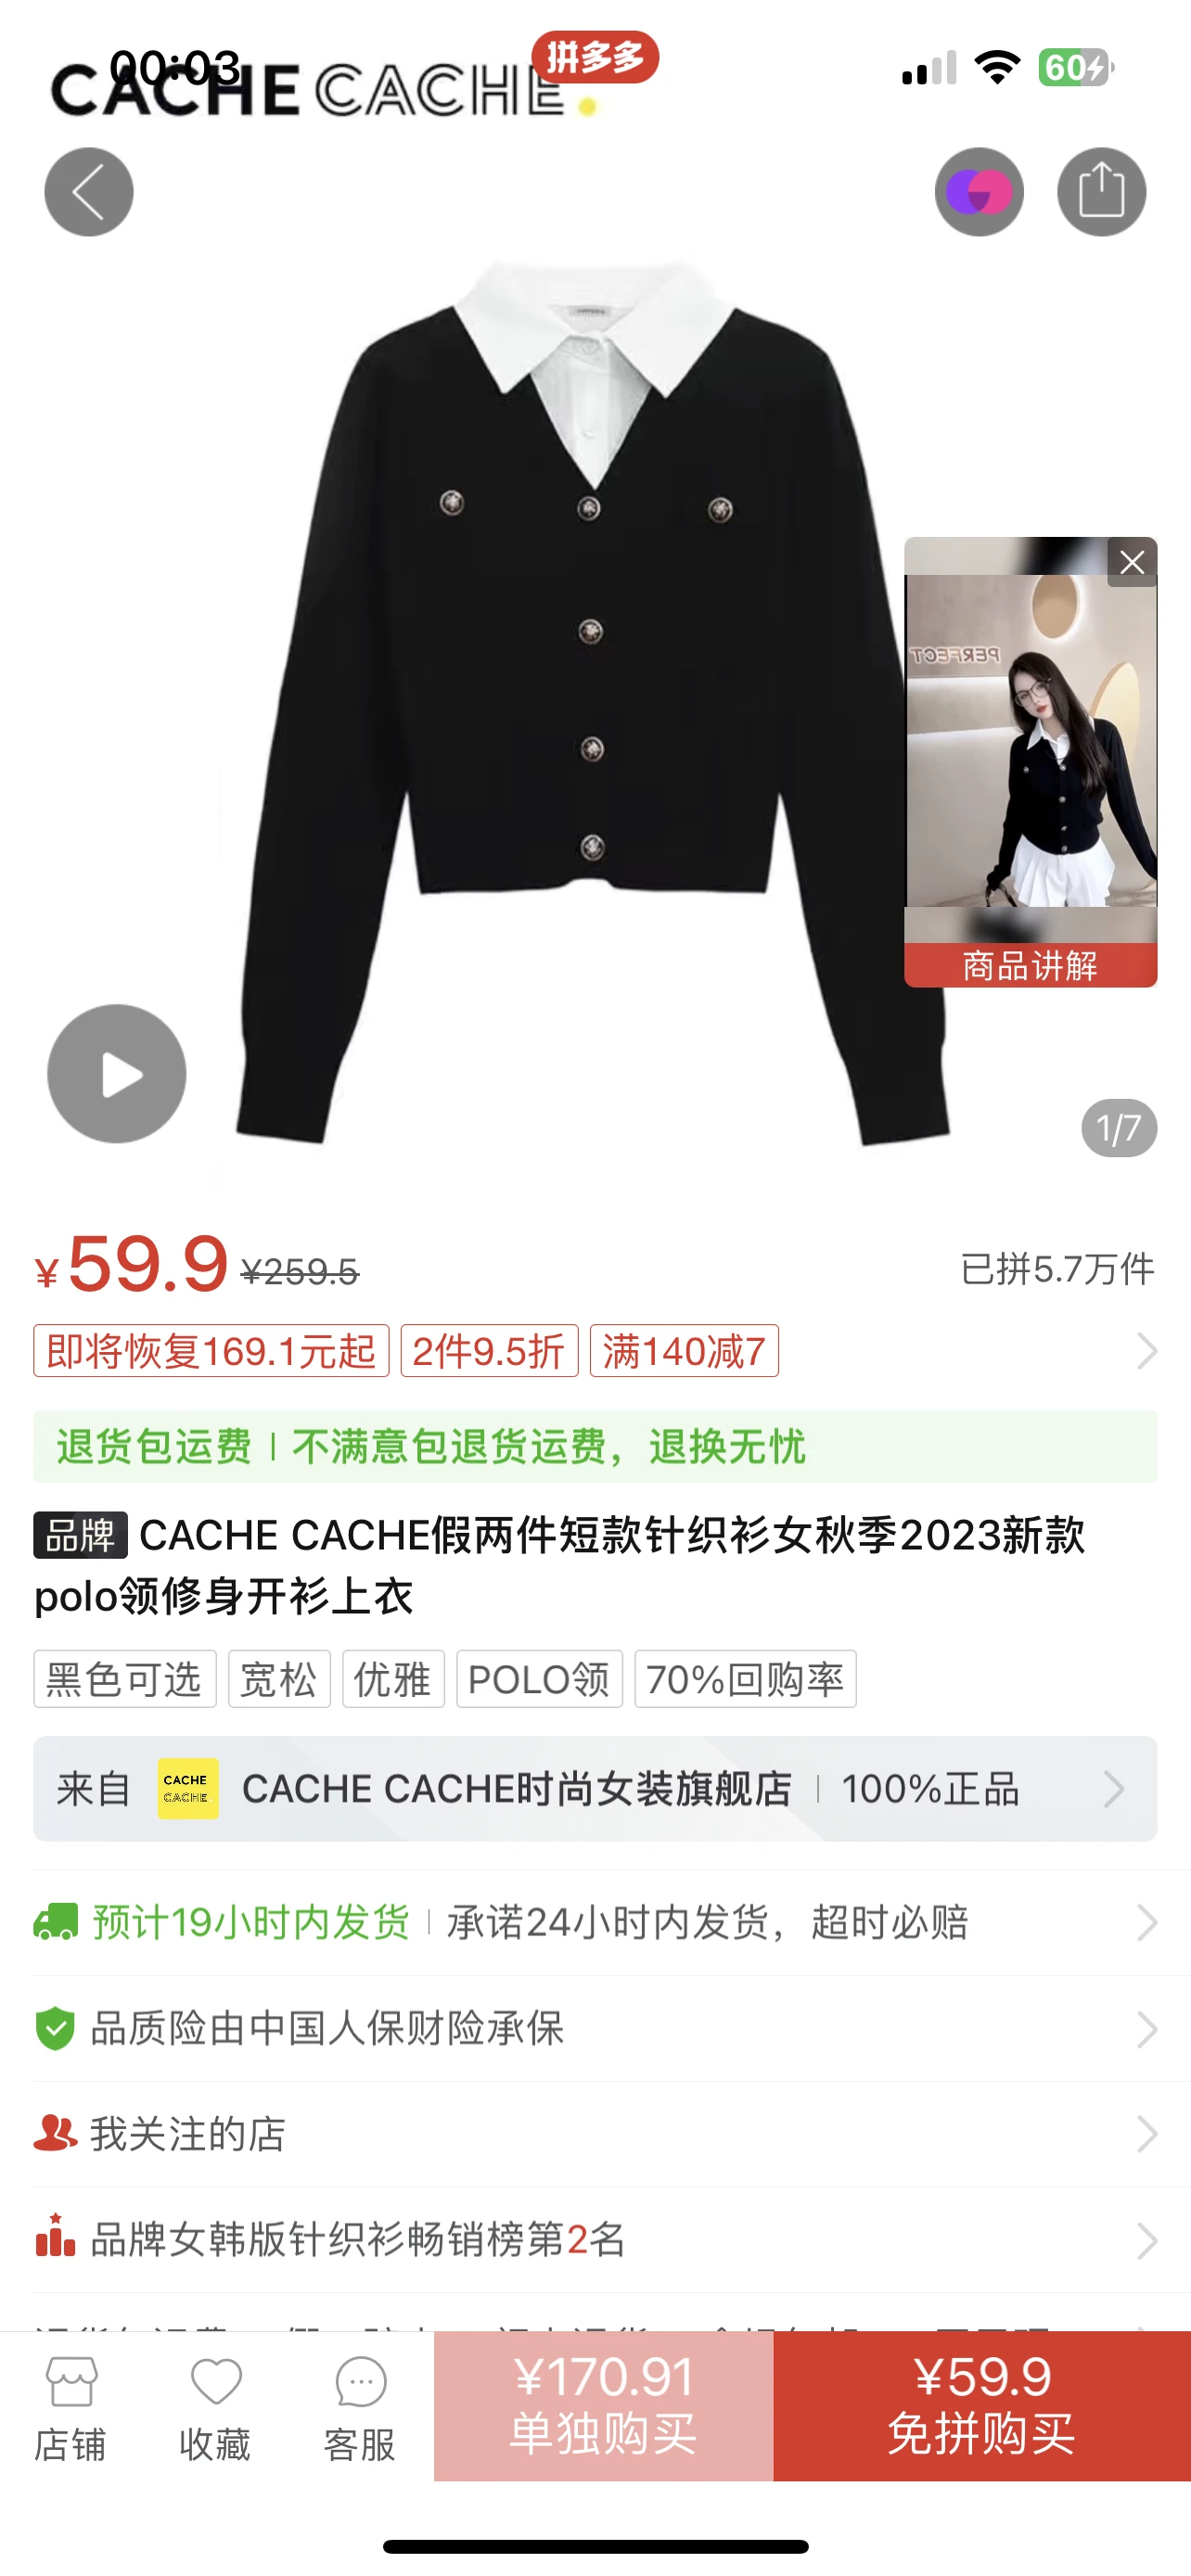 00:03
拼多多
60
CACHE CACHE
PERFECT
商品讲解
1/7
¥59.9 ¥259.5 已拼5.7万件
即将恢复169.1元起 2件9.5折 满140减7
退货包运费 | 不满意包退货运费，退换无忧
品牌 CACHE CACHE假两件短款针织衫女秋季2023新款
polo领修身开衫上衣
黑色可选 宽松 优雅 POLO领 70%回购率
来自 CACHE CACHE CACHE CACHE时尚女装旗舰店 | 100%正品
预计19小时内发货 | 承诺24小时内发货，超时必赔
品质险由中国人保财险承保
我关注的店
品牌女韩版针织衫畅销榜第2名
¥170.91 ¥59.9
店铺 收藏 客服 单独购买 免拼购买